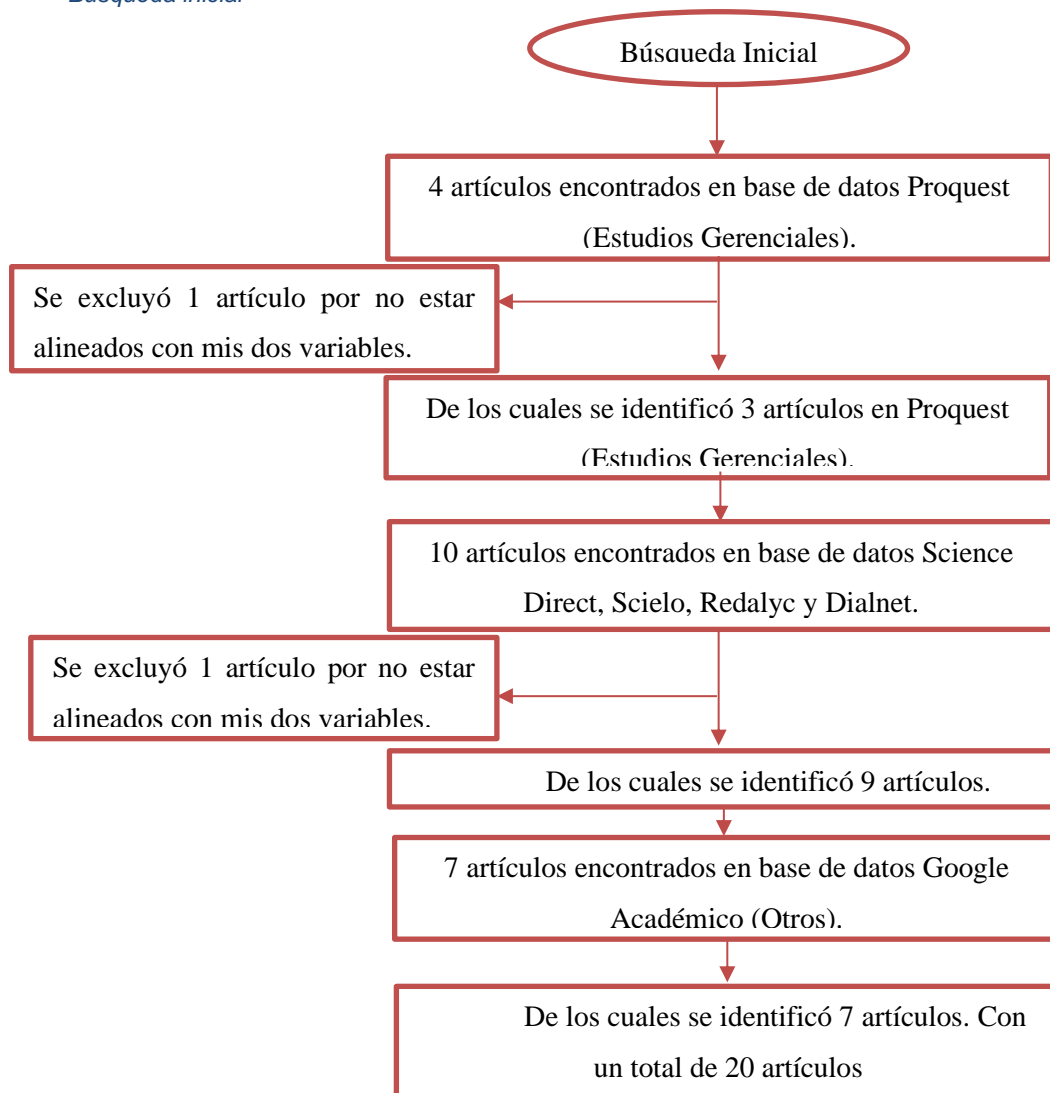 Búsqueda Inicial
Búsqueda Inicial
4 artículos encontrados en base de datos Proquest
(Estudios Gerenciales).
Se excluyó 1 artículo por no estar
alineados con mis dos variables.
De los cuales se identificó 3 artículos en Proquest
(Estudios Gerenciales).
10 artículos encontrados en base de datos Science
Direct, Scielo, Redalyc y Dialnet.
Se excluyó 1 artículo por no estar
alineados con mis dos variables.
De los cuales se identificó 9 artículos.
7 artículos encontrados en base de datos Google
Académico (Otros).
De los cuales se identificó 7 artículos. Con
un total de 20 artículos